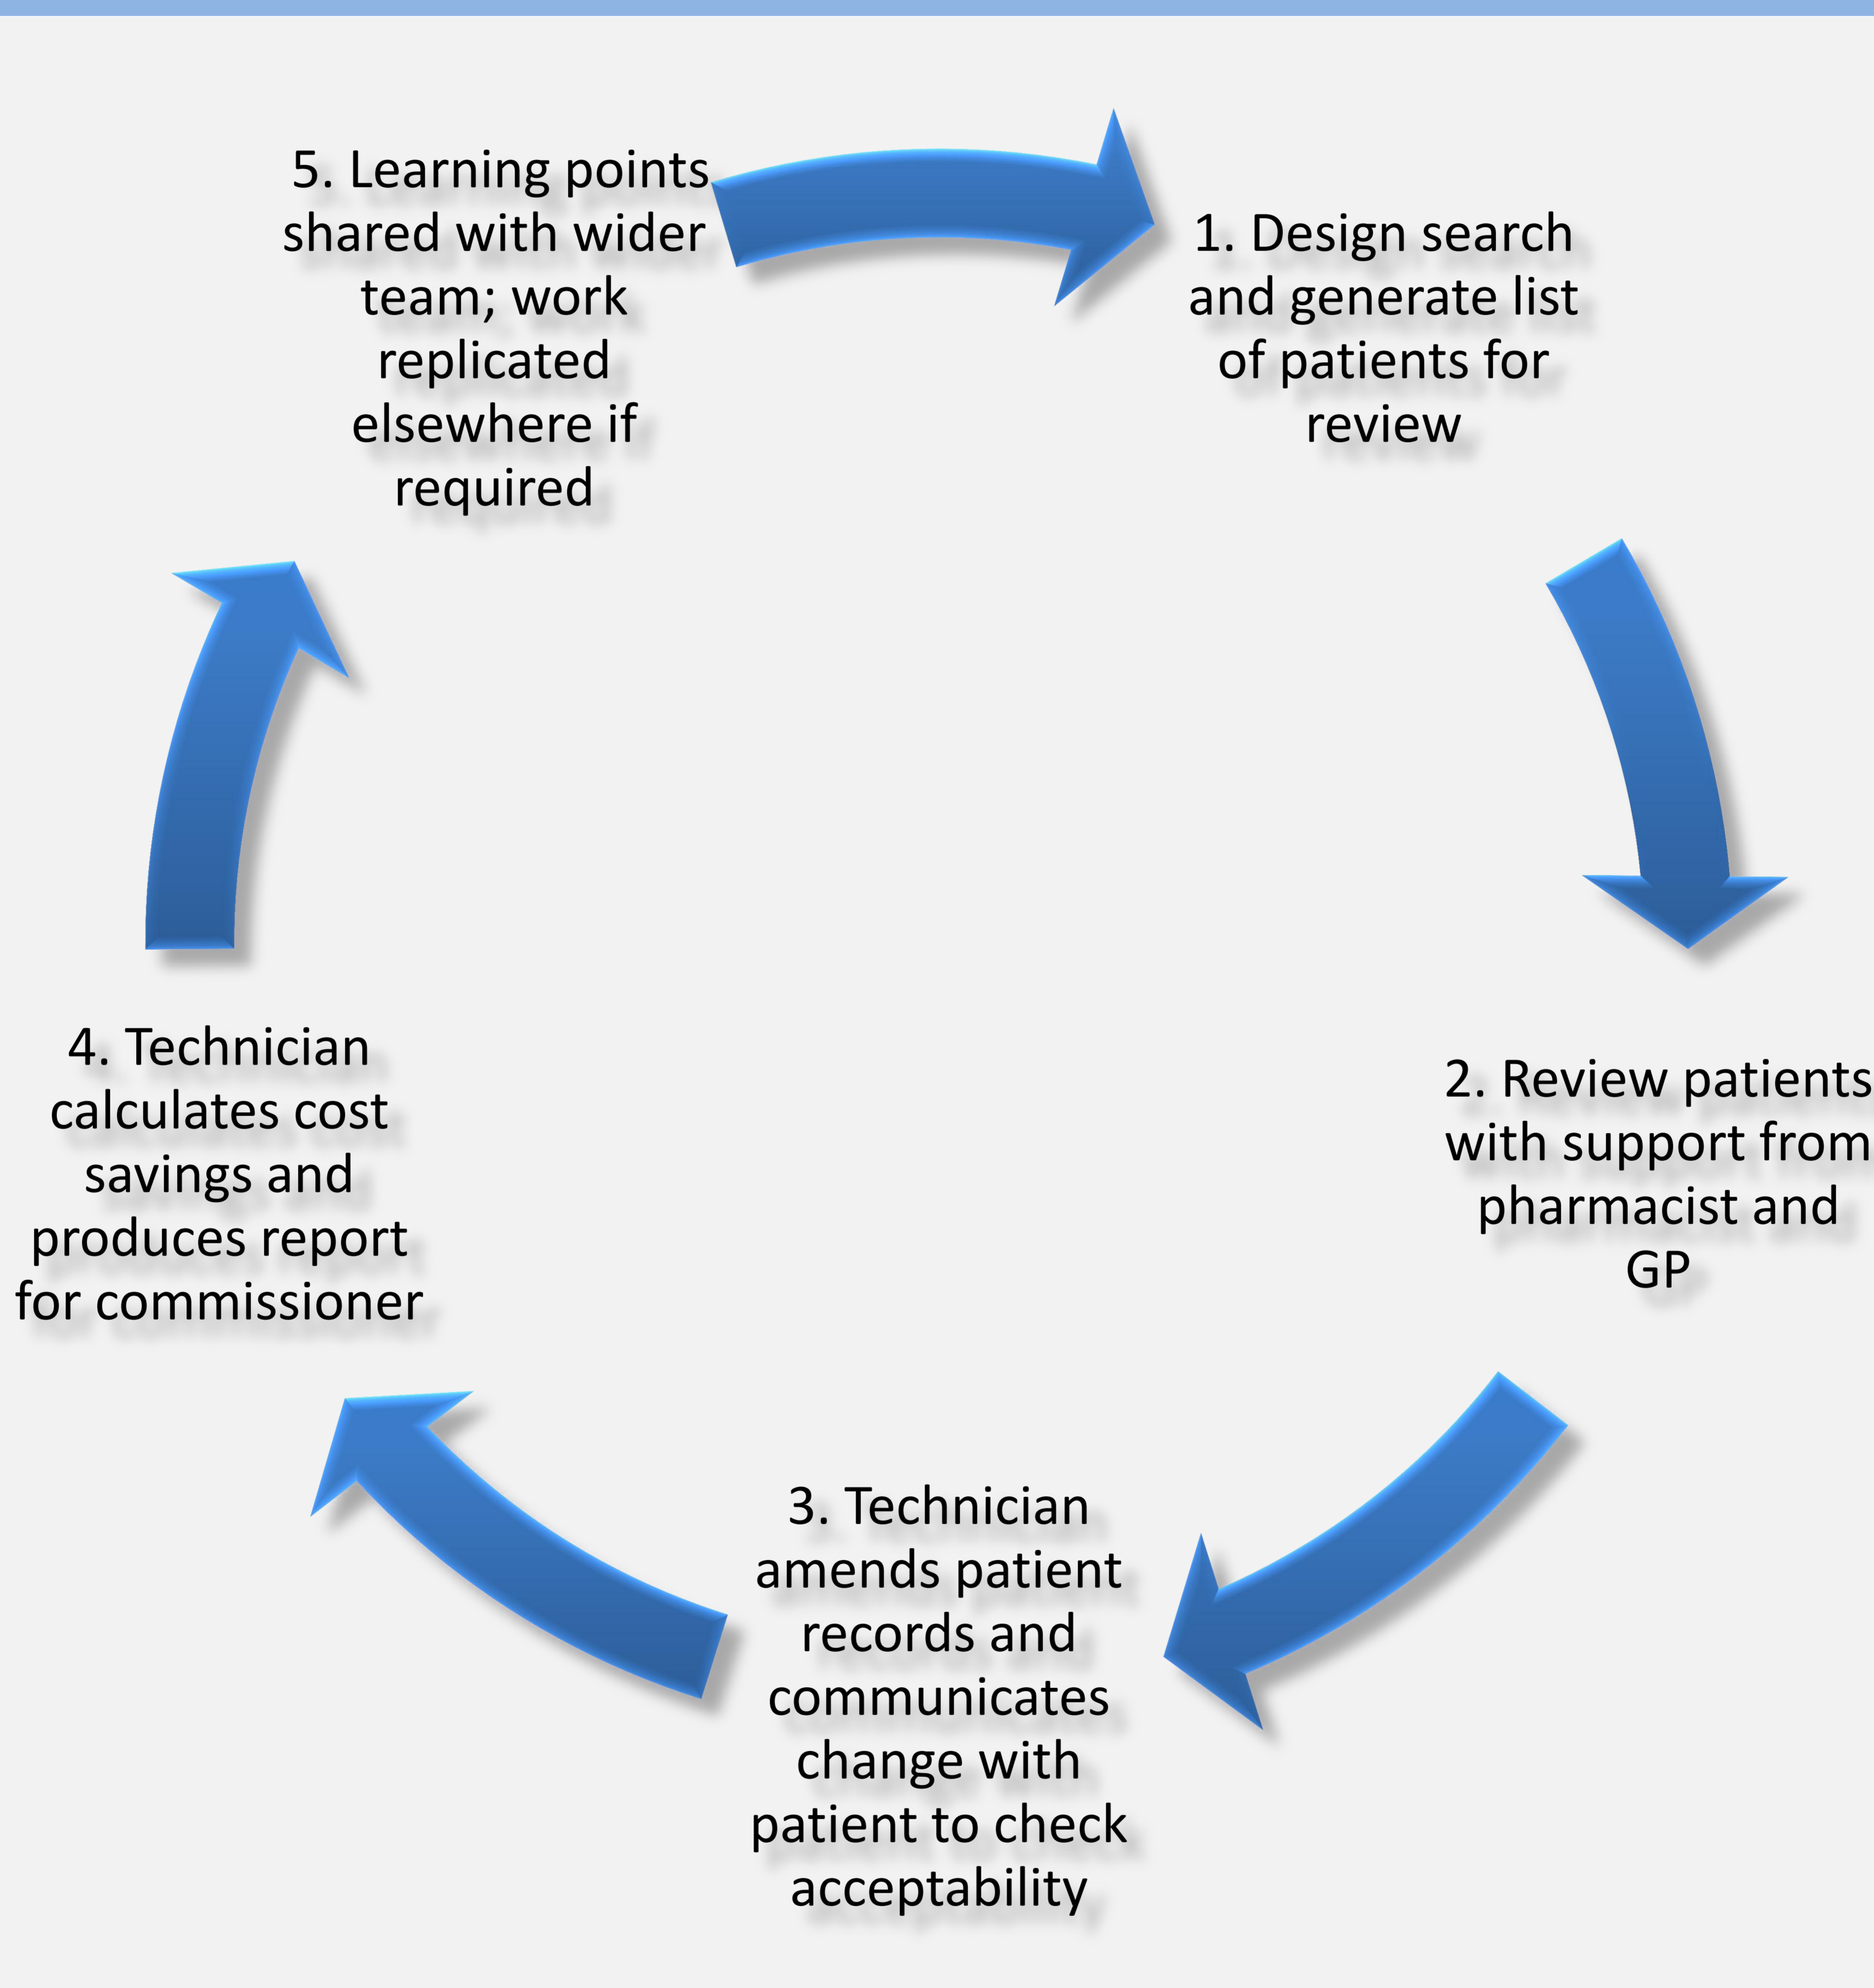 1. Design search
and generate list
of patients for
review
2. Review patients
with support from
pharmacist and
GP
3. Technician
amends patient
records and
communicates
change with
patient to check
acceptability
4. Technician
calculates cost
savings and
produces report
for commissioner
5. Learning points
shared with wider
team; work
replicated
elsewhere if
required